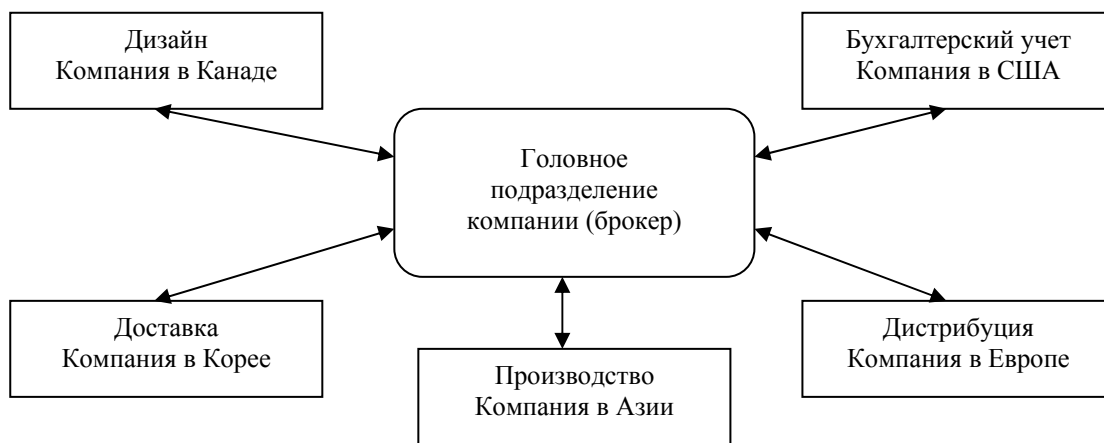 Дизайн
Компания в Канаде
Бухгалтерский учет
Компания в США
Головное
подразделение
компании (брокер)
Доставка
Компания в Корее
Производство
Компания в Азии
Дистрибуция
Компания в Европе